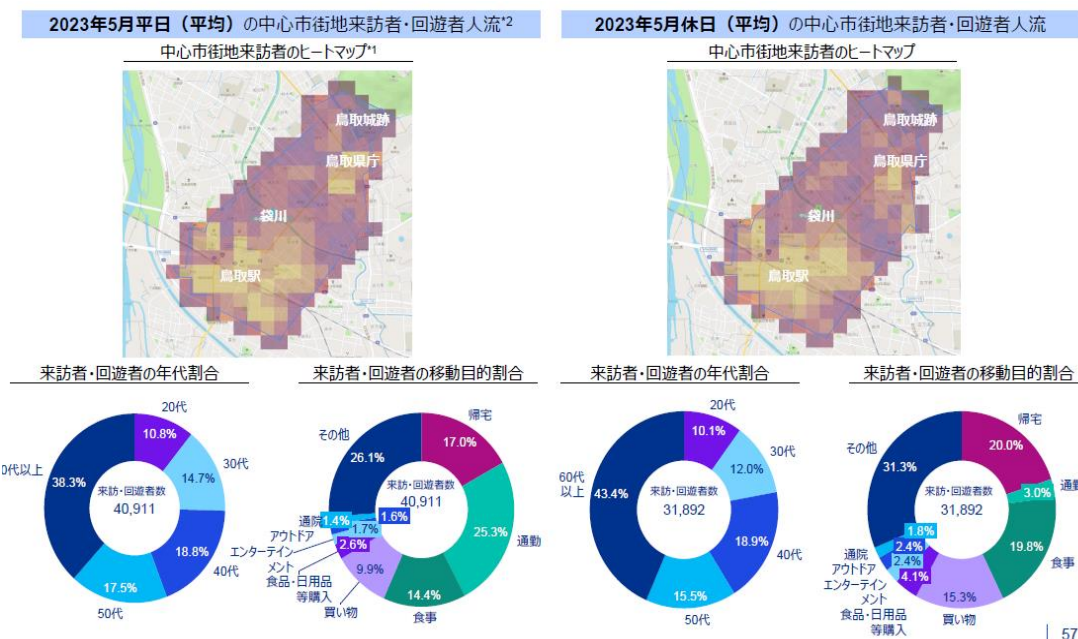 2023年5月平日（平均）の中心市街地来訪者・回遊者人流*2
中心市街地来訪者のヒートマップ*1
鳥取城跡
鳥取県庁
袋川
鳥取駅
来訪者・回遊者の年代割合
20代
10.8%
30代
14.7%
40代
18.8%
50代
17.5%
0代以上
38.3%
来訪・回遊者数
40,911
来訪者・回遊者の移動目的割合
帰宅
17.0%
通勤
25.3%
食事
14.4%
買い物
9.9%
食品・日用品
等購入
2.6%
エンターテイン
メント
1.7%
アウトドア
1.6%
通院
1.4%
その他
26.1%
来訪・回遊者数
40,911
2023年5月休日（平均）の中心市街地来訪者・回遊者人流
中心市街地来訪者のヒートマップ
鳥取城跡
鳥取県庁
袋川
鳥取駅
来訪者・回遊者の年代割合
20代
10.1%
30代
12.0%
40代
18.9%
50代
15.5%
60代
以上
43.4%
来訪・回遊者数
31,892
来訪者・回遊者の移動目的割合
帰宅
20.0%
通勤
3.0%
食事
19.8%
買い物
15.3%
食品・日用品
等購入
4.1%
エンターテイン
メント
2.4%
アウトドア
2.4%
通院
1.8%
その他
31.3%
来訪・回遊者数
31,892
57